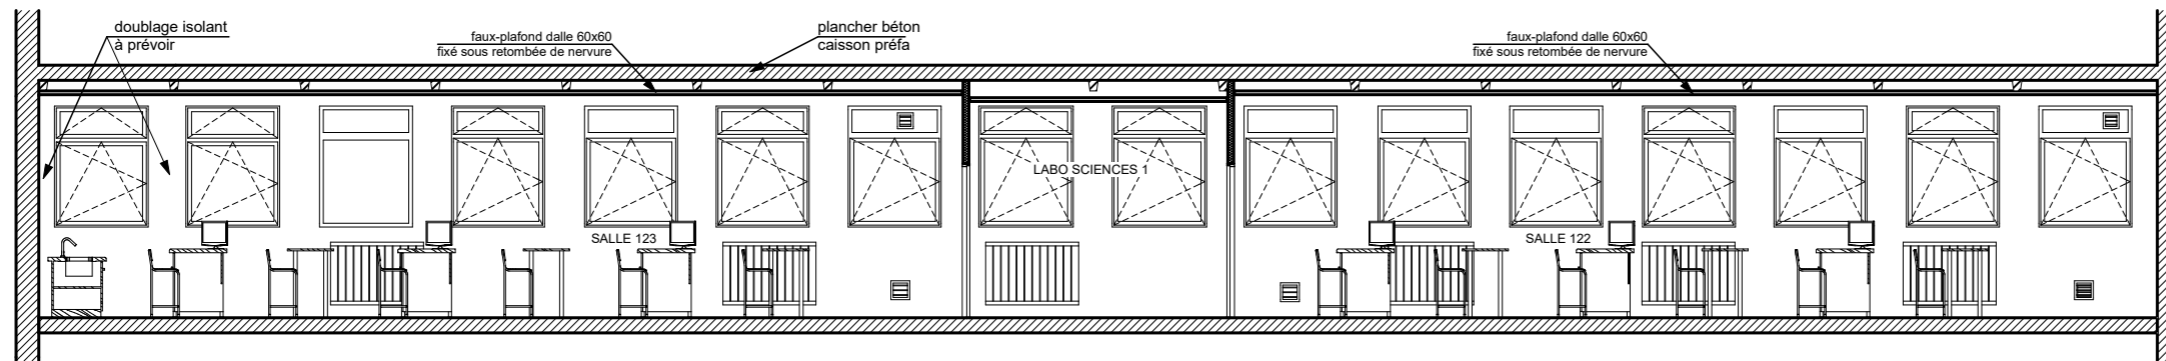 doublage isolant
à prévoir
faux-plafond dalle 60x60
fixé sous retombée de nervure
plancher béton
caisson préfa
faux-plafond dalle 60x60
fixé sous retombée de nervure
LABO SCIENCES 1
SALLE 123
SALLE 122